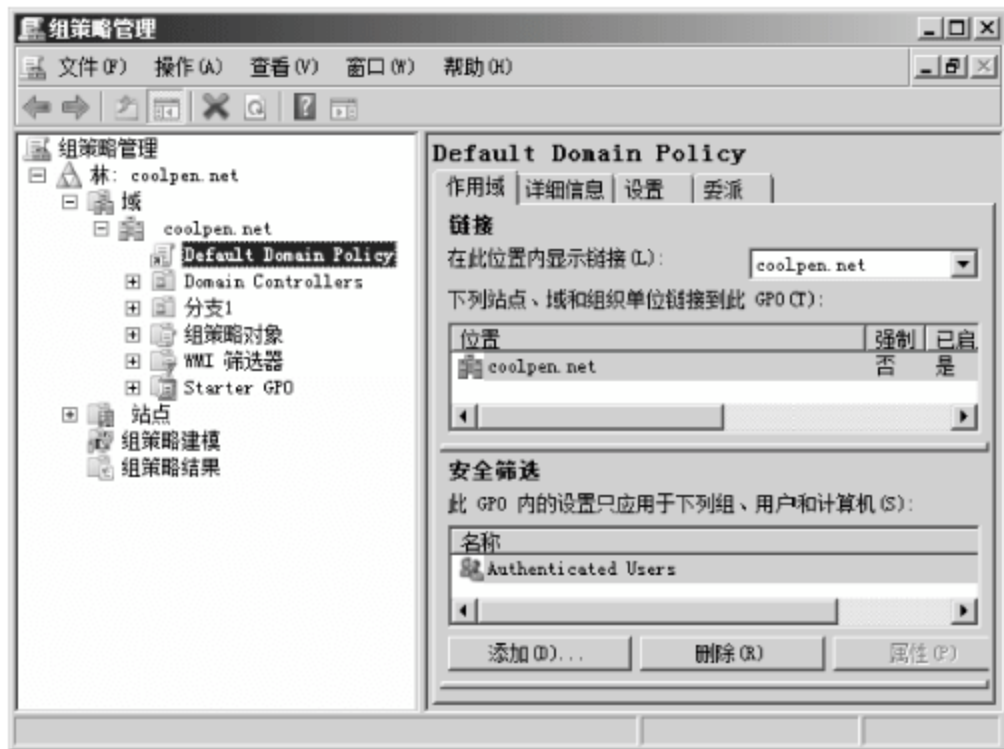 组策略管理
文件(F) 操作(A) 查看(V) 窗口(W) 帮助(H)
组策略管理
林: coolpen.net
域
coolpen.net
Default Domain Policy
Domain Controllers
分支1
组策略对象
WMI 筛选器
Starter GPO
站点
组策略建模
组策略结果
Default Domain Policy
作用域 详细信息 设置 委派
链接
在此位置内显示链接(L): coolpen.net
下列站点、域和组织单位链接到此 GPO(T):
位置 强制 已启
coolpen.net 否 是
安全筛选
此 GPO 内的设置只应用于下列组、用户和计算机(S):
名称
Authenticated Users
添加(D)... 删除(R) 属性(P)